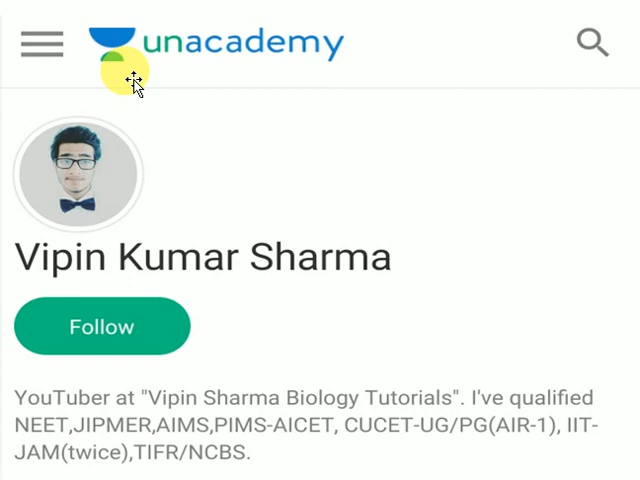 unacademy
Vipin Kumar Sharma
Follow
YouTuber at "Vipin Sharma Biology Tutorials". I've qualified
NEET,JIPMER,AIMS,PIMS-AICET, CUCET-UG/PG(AIR-1), IIT-
JAM(twice),TIFR/NCBS.